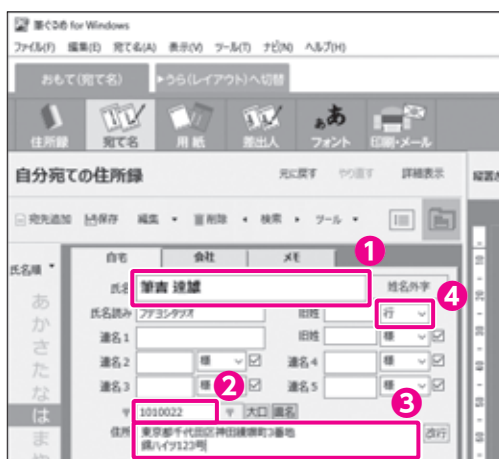 筆ぐるめ for Windows
ファイル(F) 編集(E) 宛て名(A) 表示(V) ツール(T) ナビ(N) ヘルプ(H)
おもて(宛て名) ▶うら(レイアウト)へ切替
住所録 宛て名 用紙 差出人 フォント 印刷・メール
自分宛ての住所録 元に戻す やり直す 詳細表示
宛先追加 保存 編集 削除 検索 ツール
自宅 会社 メモ 1
氏名順 氏名 筆吉 達雄 姓名外字 4
あ 氏名読み フデヨシタツオ 旧姓 行
か 連名1 旧姓 様
さ 連名2 様 連名4 様
た 連名3 様 連名5 様
な 2 3
は 〒 1010022 〒 大口
ま 住所 東京都千代田区神田練塀町3番地 改行
錦ハイツ123号